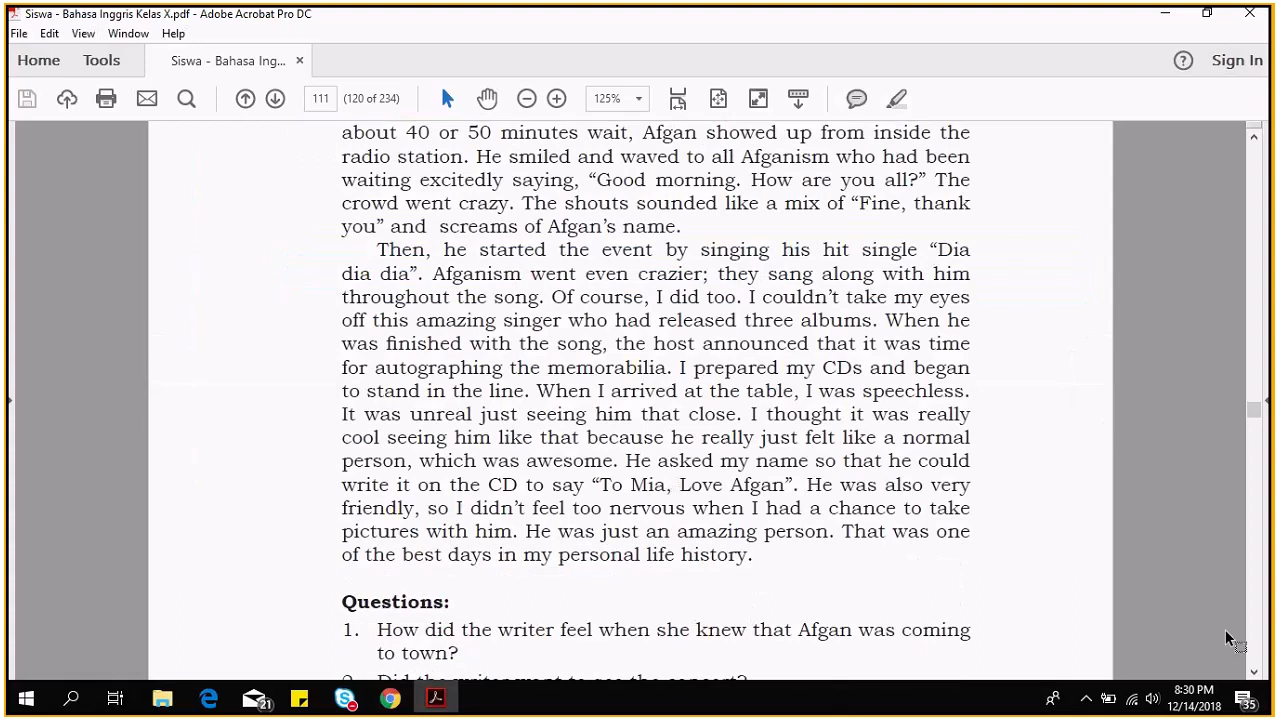 Siswa - Bahasa Inggris Kelas X.pdf - Adobe Acrobat Pro DC
File Edit View Window Help
Home Tools Siswa - Bahasa Ing... × Sign In
111 (120 of 234) 125%
about 40 or 50 minutes wait, Afgan showed up from inside the
radio station. He smiled and waved to all Afganism who had been
waiting excitedly saying, “Good morning. How are you all?” The
crowd went crazy. The shouts sounded like a mix of “Fine, thank
you” and screams of Afgan’s name.
Then, he started the event by singing his hit single “Dia
dia dia”. Afganism went even crazier; they sang along with him
throughout the song. Of course, I did too. I couldn’t take my eyes
off this amazing singer who had released three albums. When he
was finished with the song, the host announced that it was time
for autographing the memorabilia. I prepared my CDs and began
to stand in the line. When I arrived at the table, I was speechless.
It was unreal just seeing him that close. I thought it was really
cool seeing him like that because he really just felt like a normal
person, which was awesome. He asked my name so that he could
write it on the CD to say “To Mia, Love Afgan”. He was also very
friendly, so I didn’t feel too nervous when I had a chance to take
pictures with him. He was just an amazing person. That was one
of the best days in my personal life history.
Questions:
1. How did the writer feel when she knew that Afgan was coming
to town?
2. Did the writer want to see the concert?
21
8:30 PM
12/14/2018
35